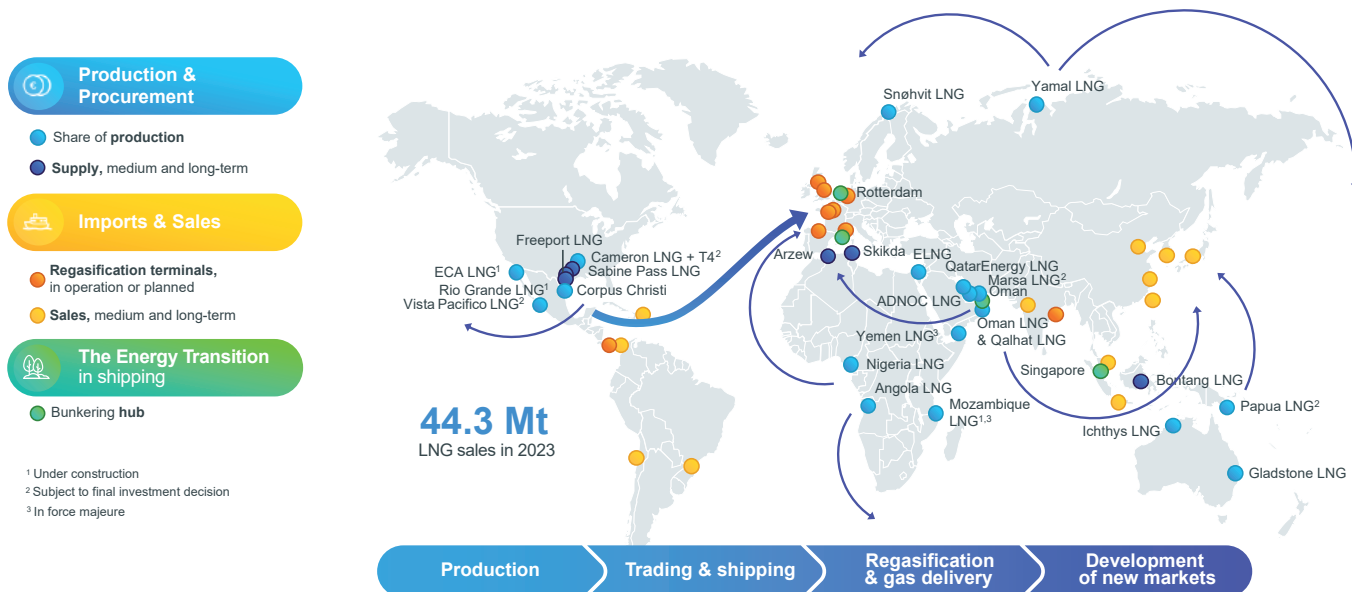 Production &
Procurement
Share of production
Supply, medium and long-term
Imports & Sales
Regasification terminals,
in operation or planned
Sales, medium and long-term
The Energy Transition
in shipping
Bunkering hub
¹ Under construction
² Subject to final investment decision
³ In force majeure
Snøhvit LNG
Yamal LNG
Rotterdam
Freeport LNG
Cameron LNG + T4²
ECA LNG¹
Sabine Pass LNG
Rio Grande LNG¹
Corpus Christi
Vista Pacifico LNG²
Arzew
Skikda
ELNG
QatarEnergy LNG
Marsa LNG²
Oman
ADNOC LNG
Oman LNG
& Qalhat LNG
Yemen LNG³
Nigeria LNG
Angola LNG
Mozambique
LNG¹,³
Singapore
Bontang LNG
Papua LNG²
Ichthys LNG
Gladstone LNG
44.3 Mt
LNG sales in 2023
Production
Trading & shipping
Regasification
& gas delivery
Development
of new markets
€